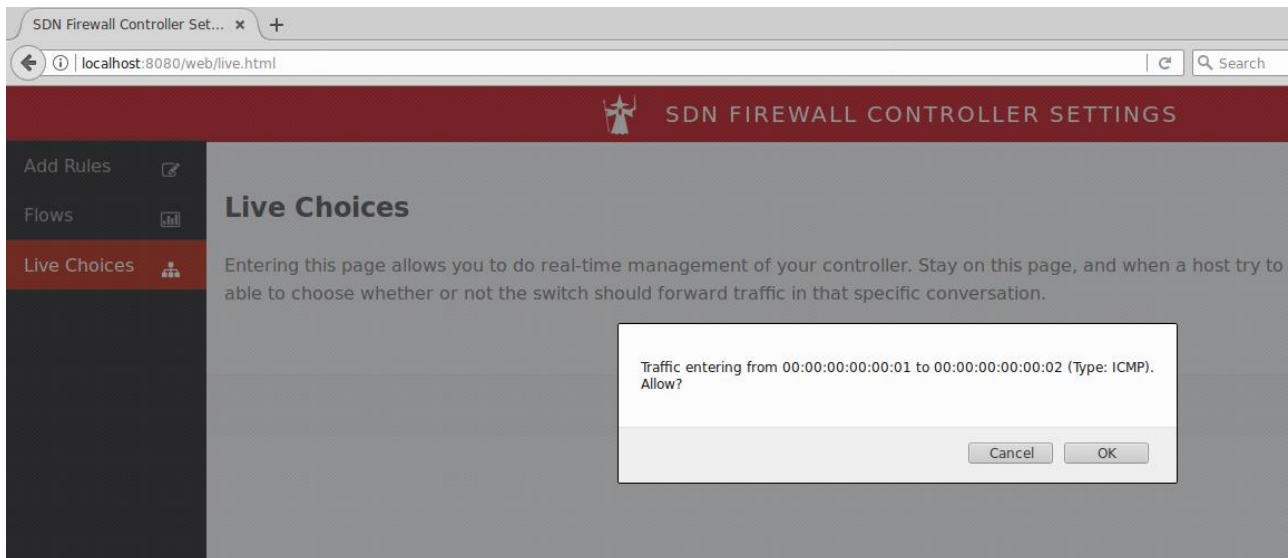 SDN Firewall Controller Set...
localhost:8080/web/live.html
Search
SDN FIREWALL CONTROLLER SETTINGS
Add Rules
Flows
Live Choices
Live Choices
Entering this page allows you to do real-time management of your controller. Stay on this page, and when a host try to
able to choose whether or not the switch should forward traffic in that specific conversation.
Traffic entering from 00:00:00:00:00:01 to 00:00:00:00:00:02 (Type: ICMP).
Allow?
Cancel
OK